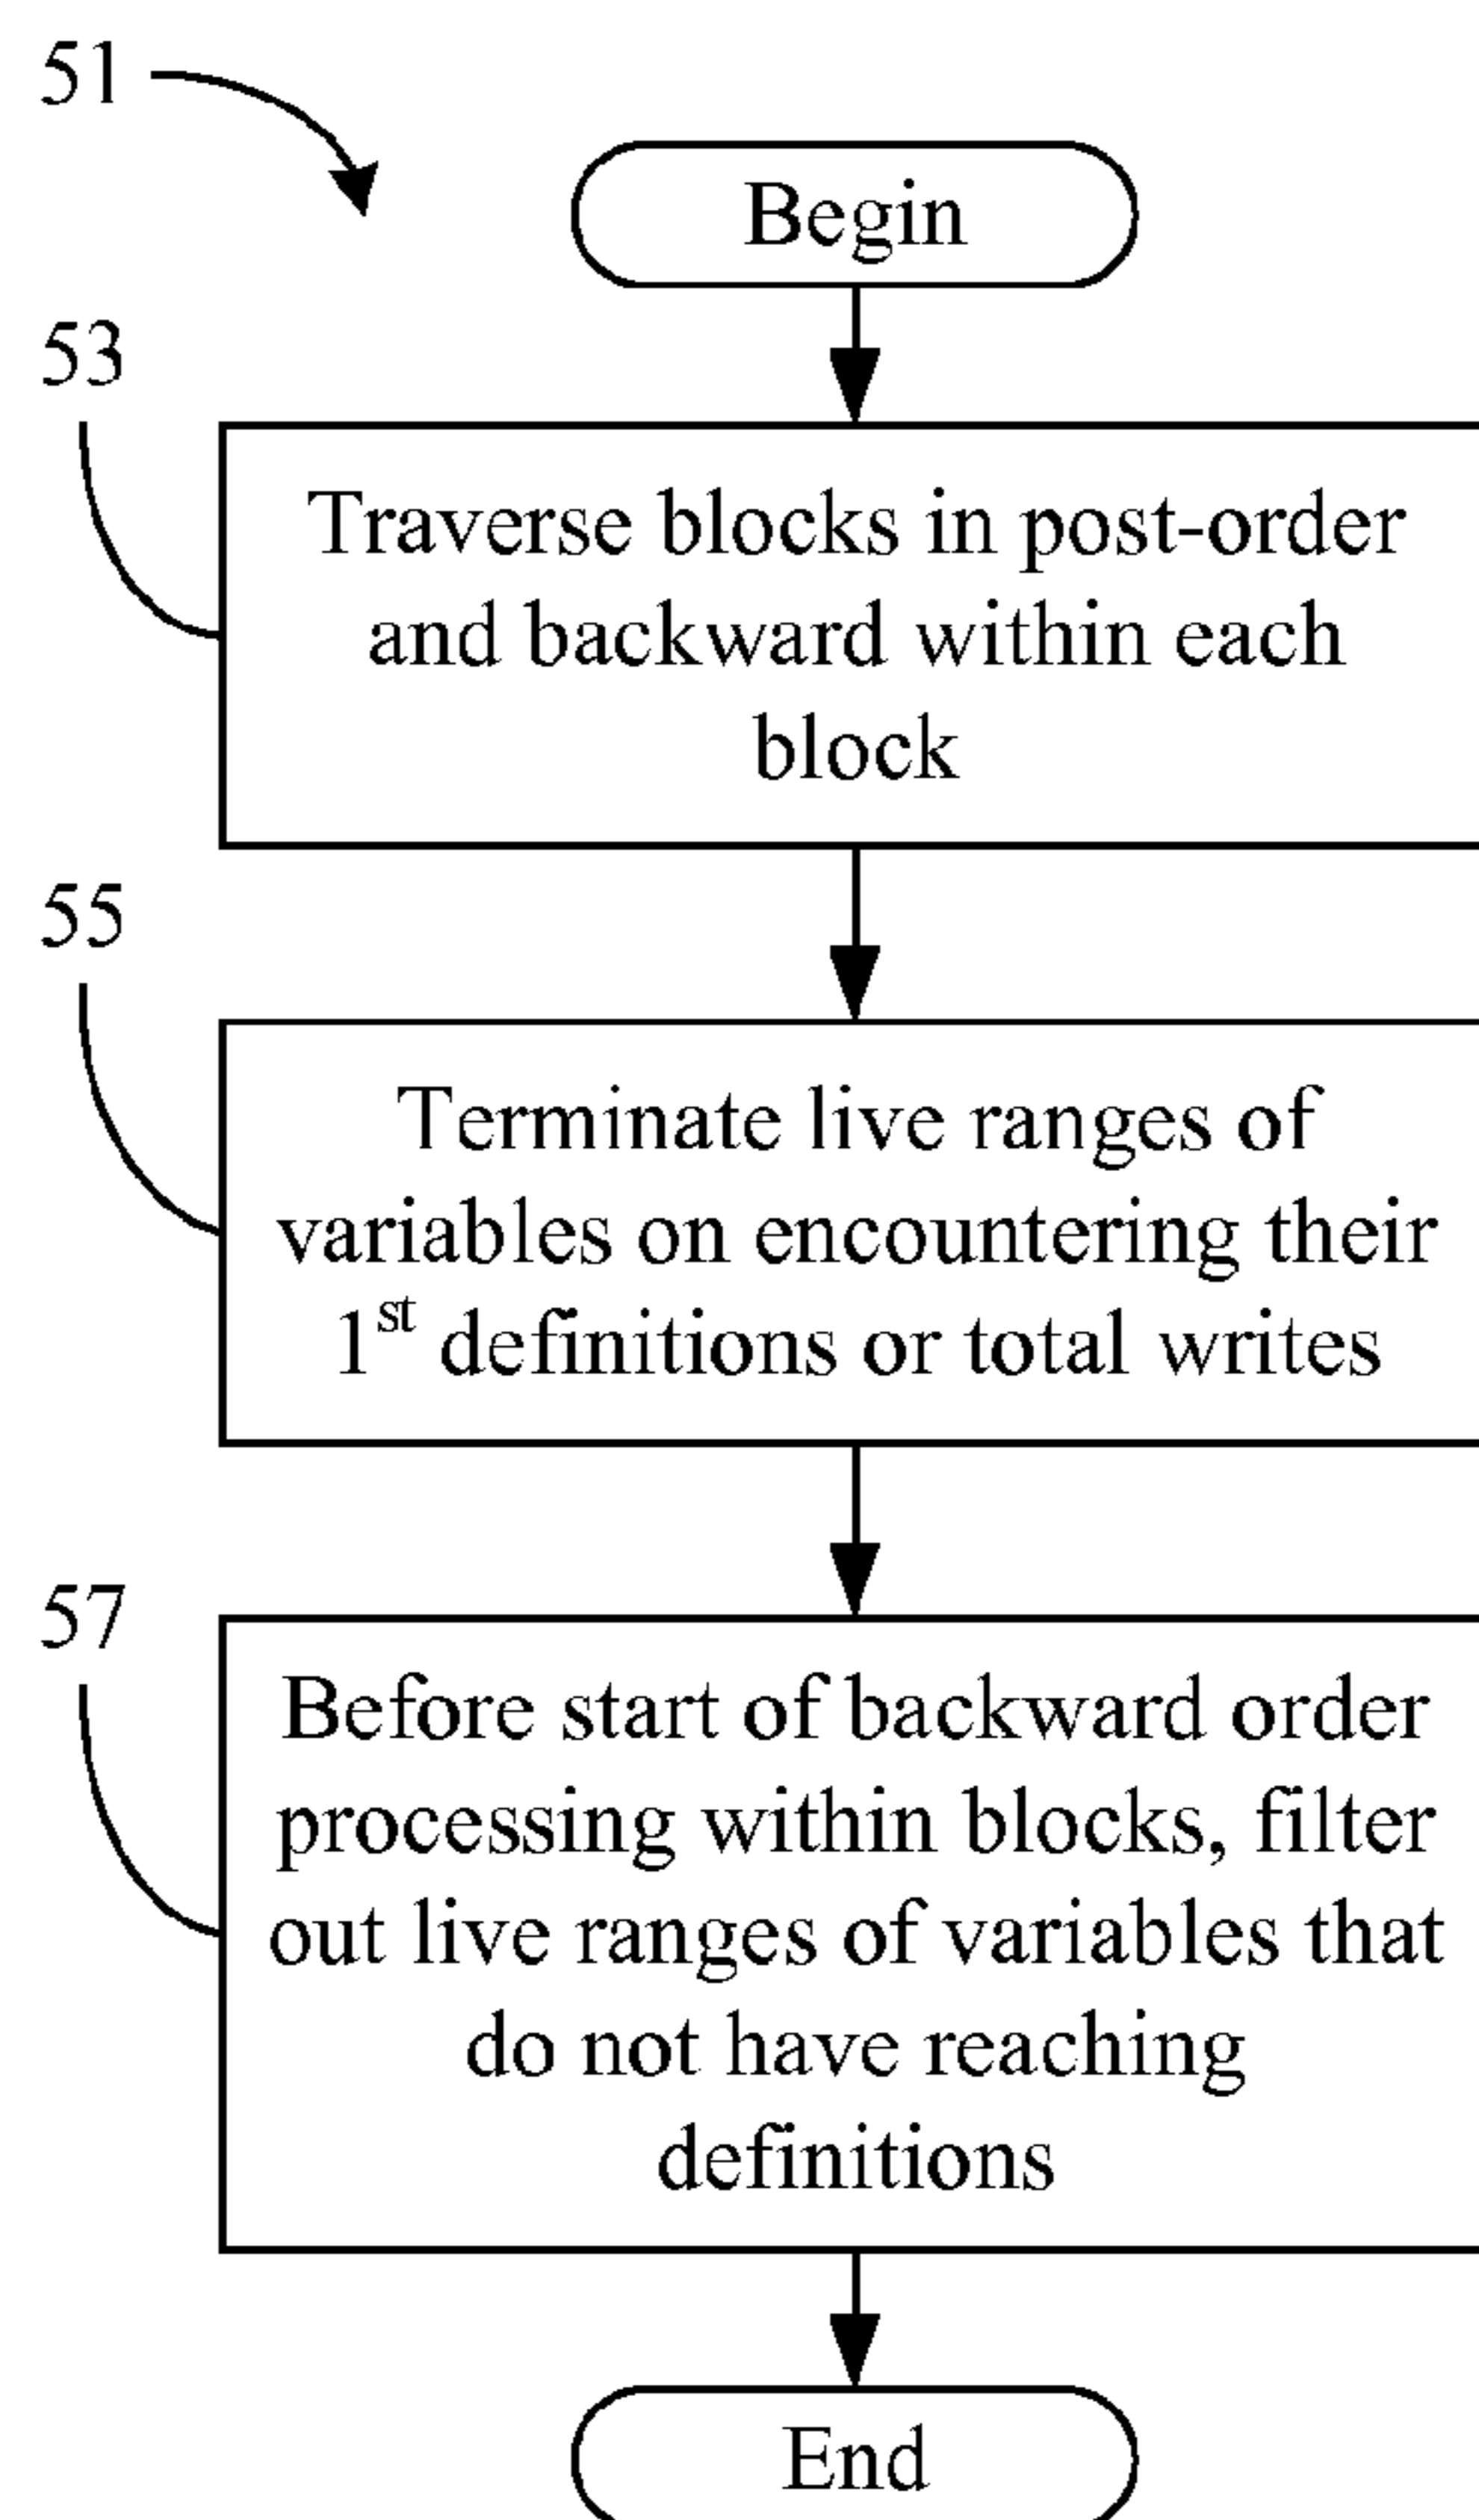 51
Begin
53
Traverse blocks in post-order
and backward within each
block
55
Terminate live ranges of
variables on encountering their
1st definitions or total writes
57
Before start of backward order
processing within blocks, filter
out live ranges of variables that
do not have reaching
definitions
End